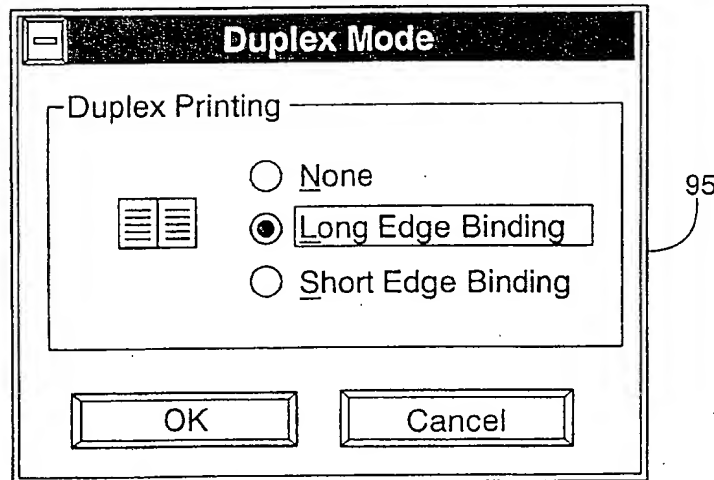 Duplex Mode
Duplex Printing
None
Long Edge Binding
Short Edge Binding
95
OK
Cancel